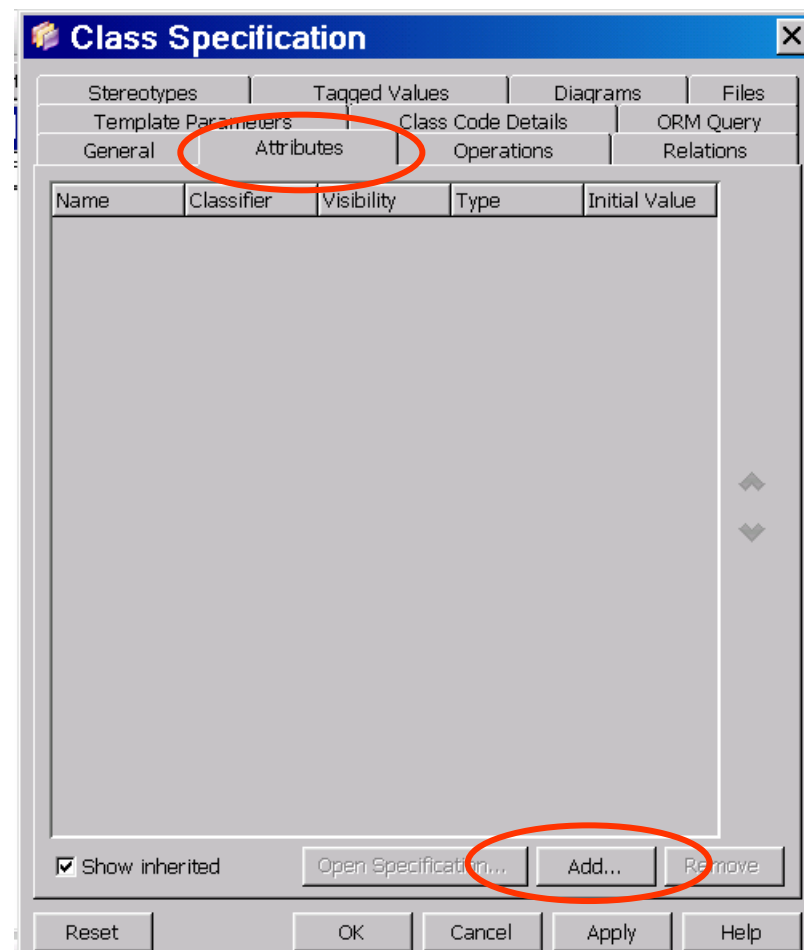 Class Specification
Stereotypes Tagged Values Diagrams Files
Template Parameters Class Code Details ORM Query
General Attributes Operations Relations
Name Classifier Visibility Type Initial Value
Show inherited Open Specification... Add... Remove
Reset OK Cancel Apply Help